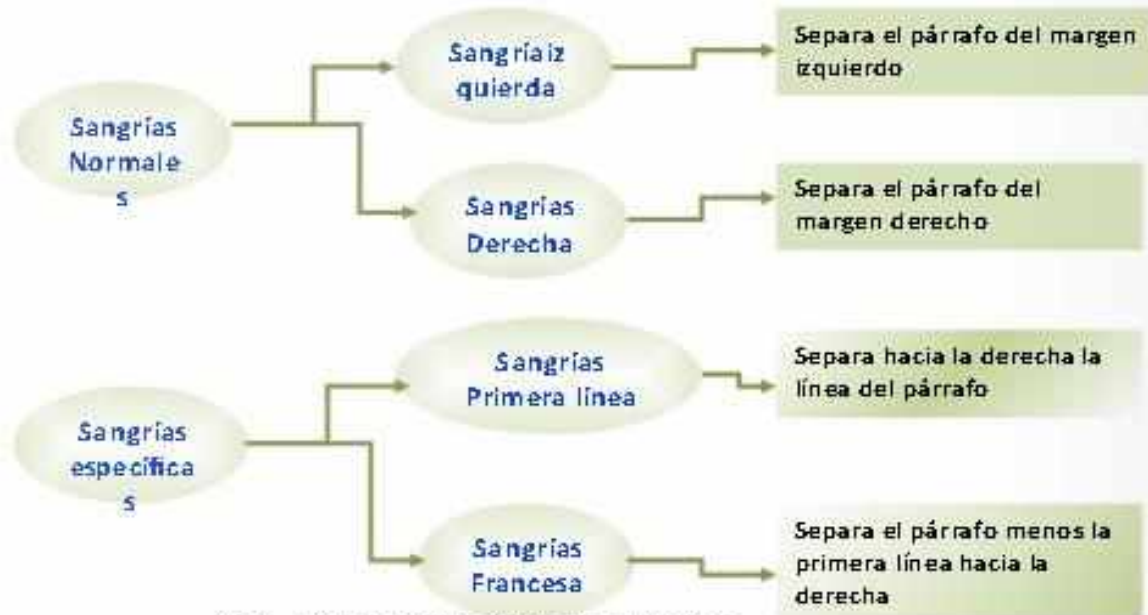 Sangrías
Normale
s
Sangríaiz
quierda
Separa el párrafo del margen
izquierdo
Sangrías
Derecha
Separa el párrafo del
margen derecho
Sangrías
específica
s
Sangrías
Primera línea
Separa hacia la derecha la
línea del párrafo
Sangrías
Francesa
Separa el párrafo menos la
primera línea hacia la
derecha